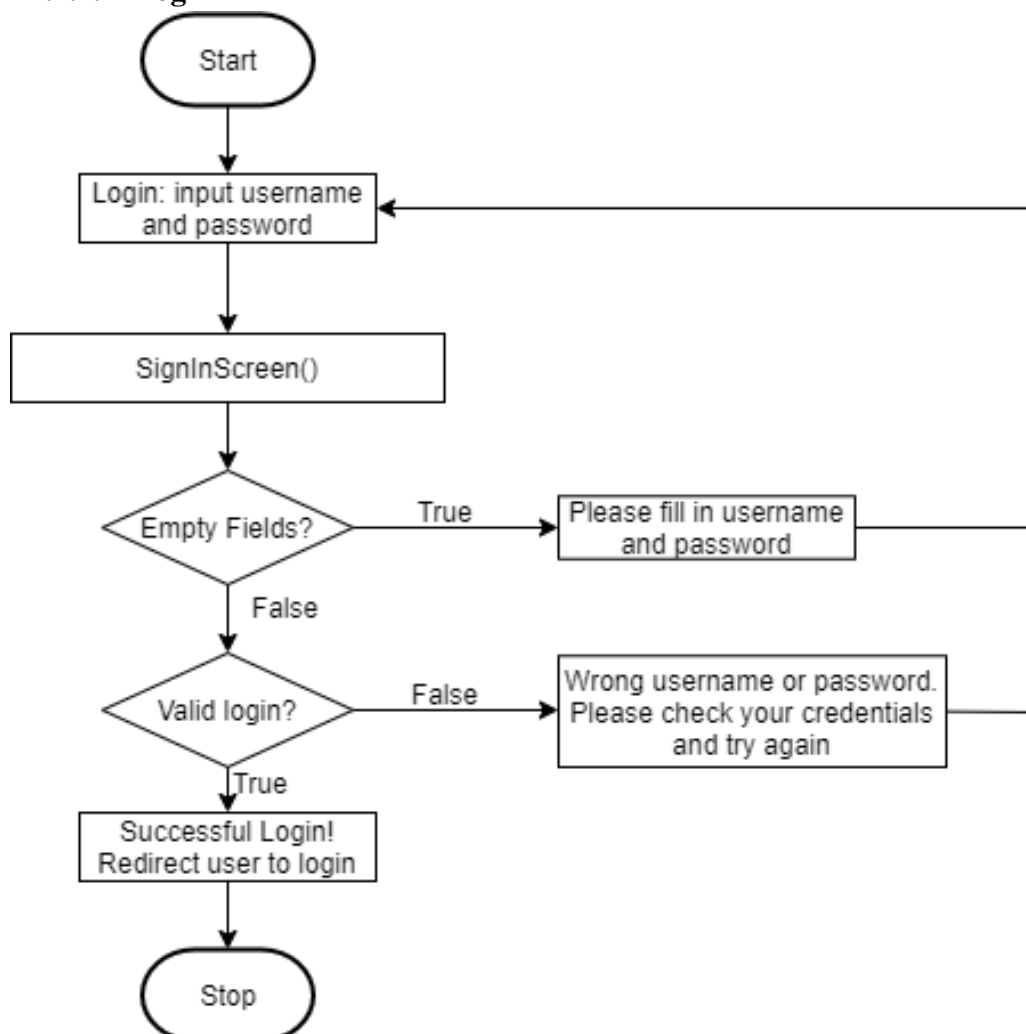 Start
Login: input username
and password
SignInScreen()
Empty Fields?
True
Please fill in username
and password
False
Valid login?
False
Wrong username or password.
Please check your credentials
and try again
True
Successful Login!
Redirect user to login
Stop